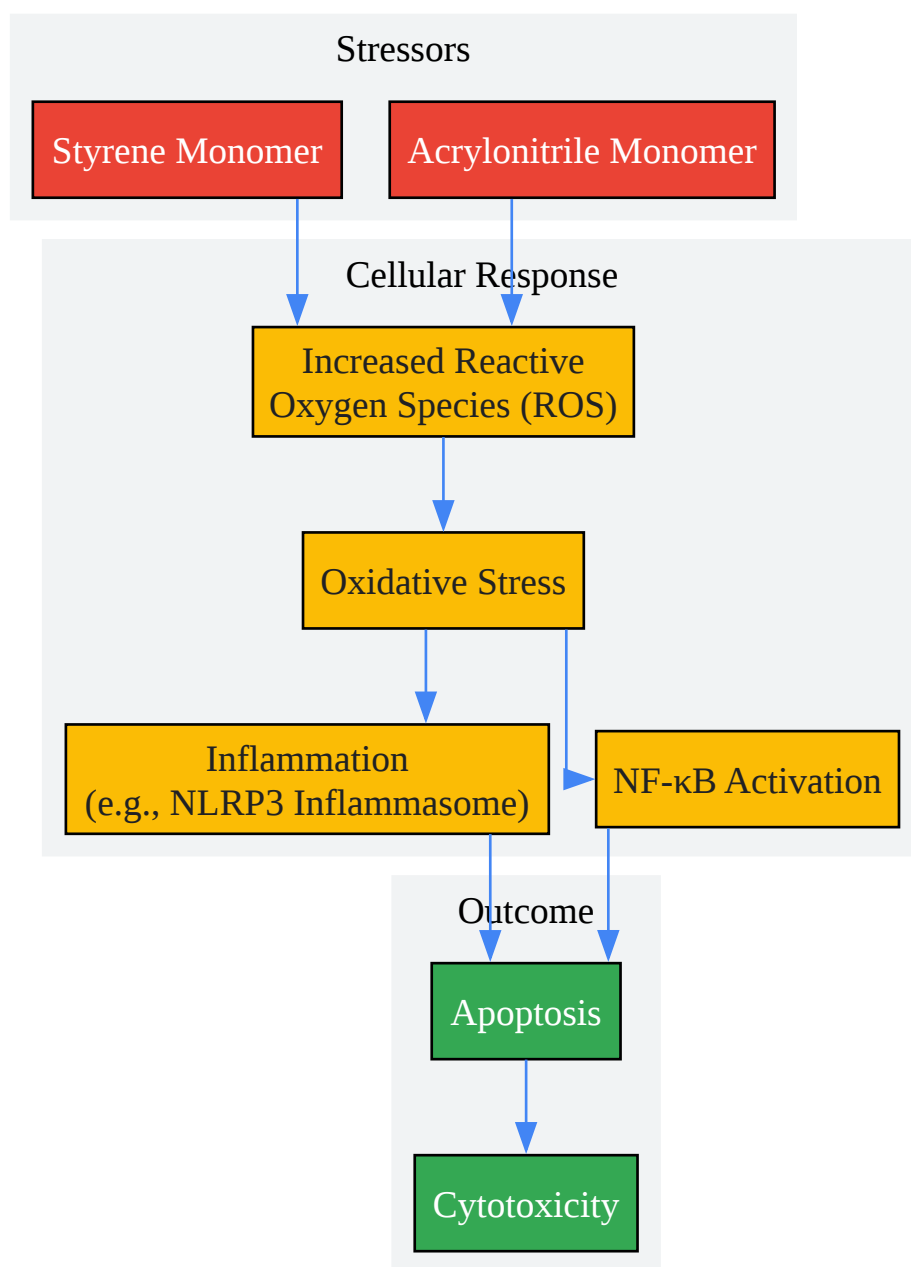 Stressors
Styrene Monomer
Acrylonitrile Monomer
Cellular Response
Increased Reactive
Oxygen Species (ROS)
Oxidative Stress
Inflammation
(e.g., NLRP3 Inflammasome)
NF-κB Activation
Outcome
Apoptosis
Cytotoxicity